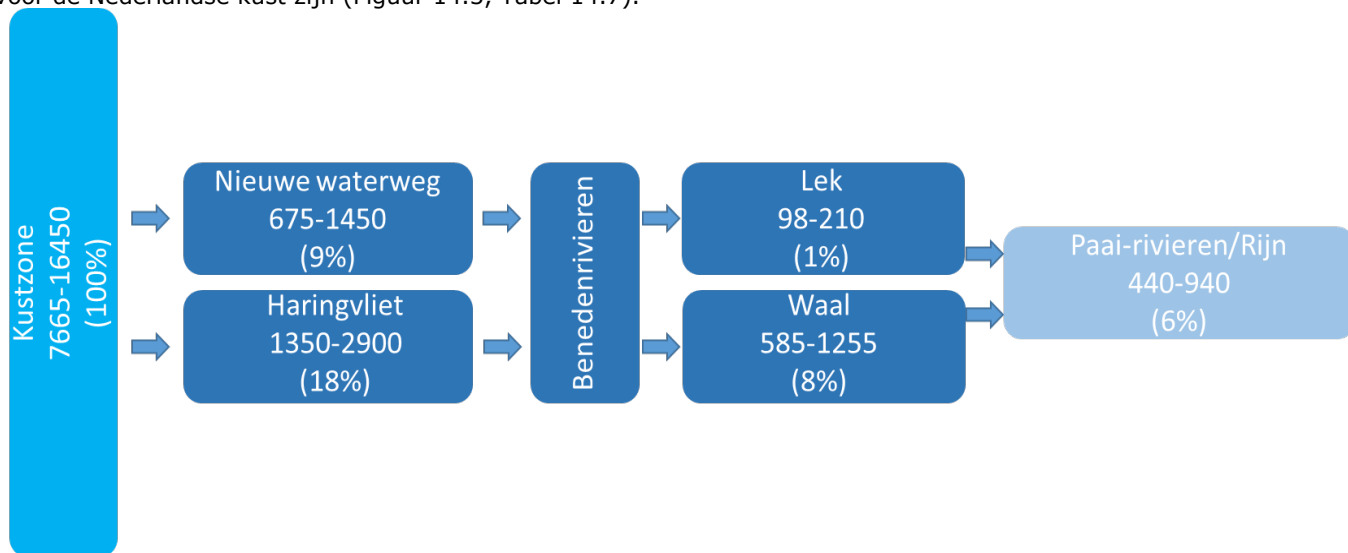 voor de Nederlandse kust zijn (Figuur 14.5, Tabel 14.7).
Kustzone
7665-16450
(100%)
Nieuwe waterweg
675-1450
(9%)
Haringvliet
1350-2900
(18%)
Benedenrivieren
Lek
98-210
(1%)
Waal
585-1255
(8%)
Paai-rivieren/Rijn
440-940
(6%)